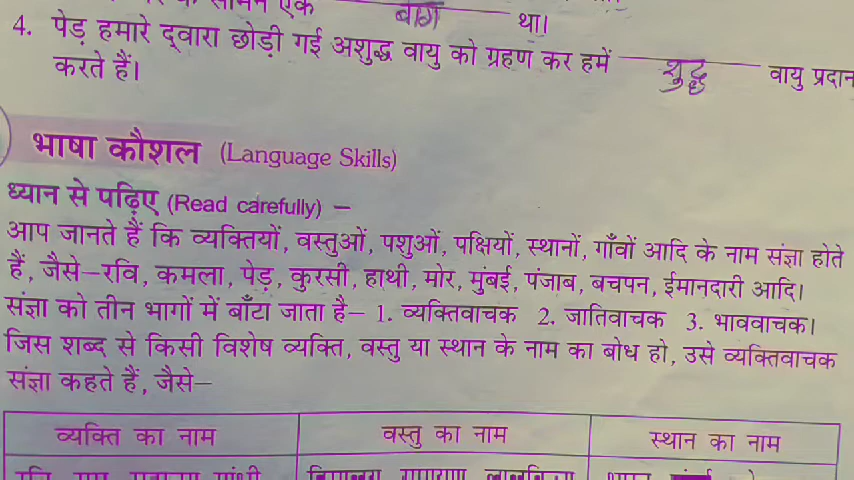 एक बाग था।
4. पेड़ हमारे द्वारा छोड़ी गई अशुद्ध वायु को ग्रहण कर हमें शुद्ध वायु प्रदान
करते हैं।
भाषा कौशल (Language Skills)
ध्यान से पढ़िए (Read carefully) —
आप जानते हैं कि व्यक्तियों, वस्तुओं, पशुओं, पक्षियों, स्थानों, गाँवों आदि के नाम संज्ञा होते
हैं, जैसे—रवि, कमला, पेड़, कुरसी, हाथी, मोर, मुंबई, पंजाब, बचपन, ईमानदारी आदि।
संज्ञा को तीन भागों में बाँटा जाता है— 1. व्यक्तिवाचक 2. जातिवाचक 3. भाववाचक।
जिस शब्द से किसी विशेष व्यक्ति, वस्तु या स्थान के नाम का बोध हो, उसे व्यक्तिवाचक
संज्ञा कहते हैं, जैसे—
व्यक्ति का नाम वस्तु का नाम स्थान का नाम